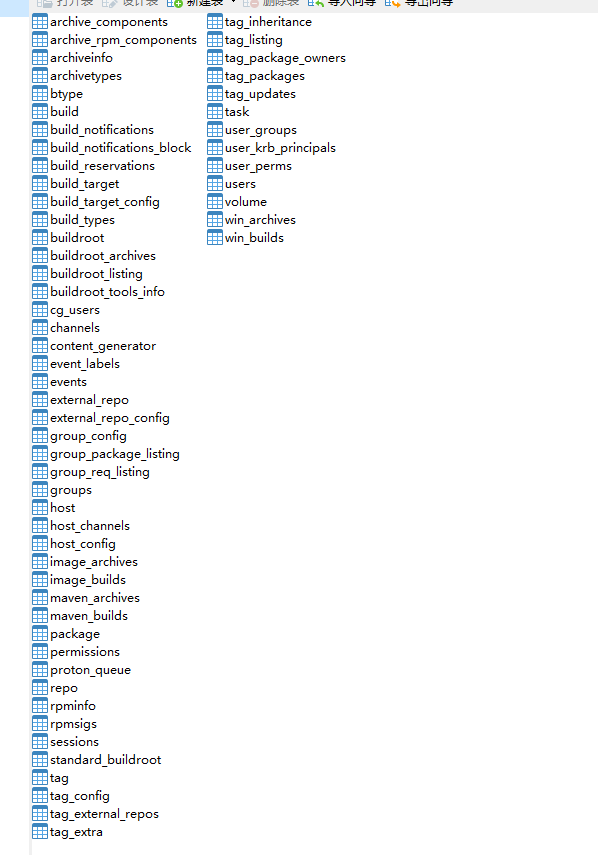 打开表 设计表 新建表 删除表 导入向导 导出向导
archive_components
archive_rpm_components
archiveinfo
archivetypes
btype
build
build_notifications
build_notifications_block
build_reservations
build_target
build_target_config
build_types
buildroot
buildroot_archives
buildroot_listing
buildroot_tools_info
cg_users
channels
content_generator
event_labels
events
external_repo
external_repo_config
group_config
group_package_listing
group_req_listing
groups
host
host_channels
host_config
image_archives
image_builds
maven_archives
maven_builds
package
permissions
proton_queue
repo
rpminfo
rpmsigs
sessions
standard_buildroot
tag
tag_config
tag_external_repos
tag_extra
tag_inheritance
tag_listing
tag_package_owners
tag_packages
tag_updates
task
user_groups
user_krb_principals
user_perms
users
volume
win_archives
win_builds